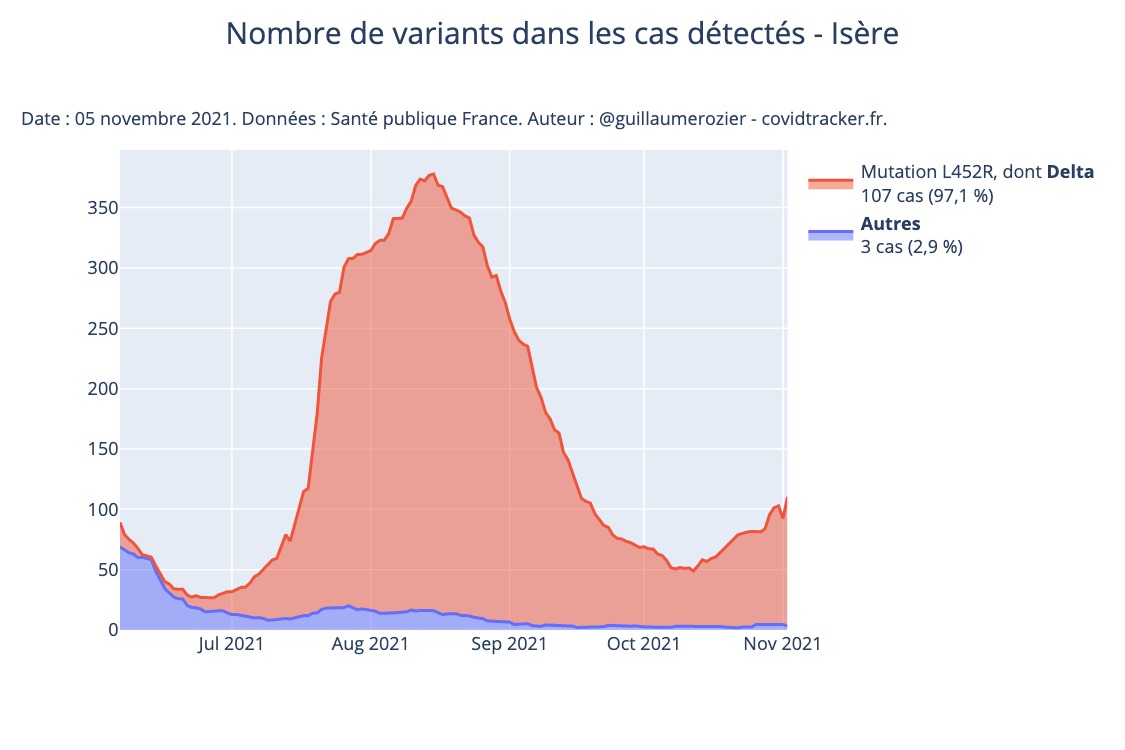 Nombre de variants dans les cas détectés - Isère
Date : 05 novembre 2021. Données : Santé publique France. Auteur : @guillaumerozier - covidtracker.fr.
Mutation L452R, dont Delta
107 cas (97,1 %)
Autres
3 cas (2,9 %)
350
300
250
200
150
100
50
0
Jul 2021
Aug 2021
Sep 2021
Oct 2021
Nov 2021